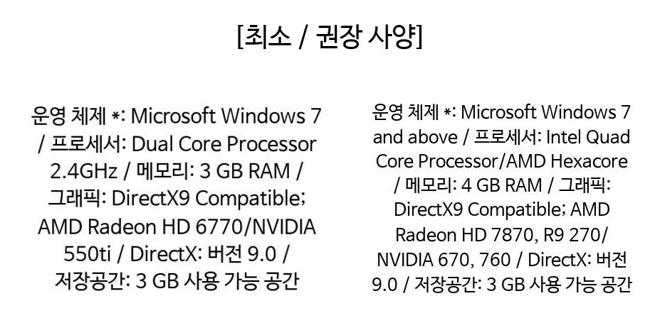 [최소 / 권장 사양]
운영 체제 *: Microsoft Windows 7
/ 프로세서: Dual Core Processor
2.4GHz / 메모리: 3 GB RAM /
그래픽: DirectX9 Compatible;
AMD Radeon HD 6770/NVIDIA
550ti / DirectX: 버전 9.0 /
저장공간: 3 GB 사용 가능 공간
운영 체제 *: Microsoft Windows 7
and above / 프로세서: Intel Quad
Core Processor/AMD Hexacore
/ 메모리: 4 GB RAM / 그래픽:
DirectX9 Compatible; AMD
Radeon HD 7870, R9 270/
NVIDIA 670, 760 / DirectX: 버전
9.0 / 저장공간: 3 GB 사용 가능 공간